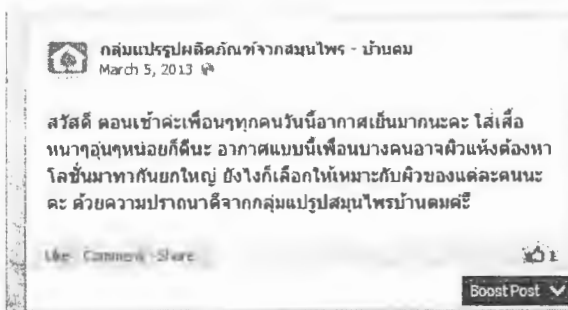 กลุ่มแปรรูปผลิตภัณฑ์จากสมุนไพร - บ้านดม
March 5, 2013
สวัสดี ตอนเช้าค่ะเพื่อนๆทุกคนวันนี้อากาศเย็นมากนะคะ ใส่เสื้อ
หนาๆอุ่นๆหน่อยก็ดีนะ อากาศแบบนี้เพื่อนบางคนอาจผิวแห้งต้องหา
โลชั่นมาทากันยกใหญ่ ยังไงก็เลือกให้เหมาะกับผิวของแต่ละคนนะ
คะ ด้วยความปราถนาดีจากกลุ่มแปรูปสมุนไพรบ้านดมค่ะ
Like · Comment · Share
1
Boost Post